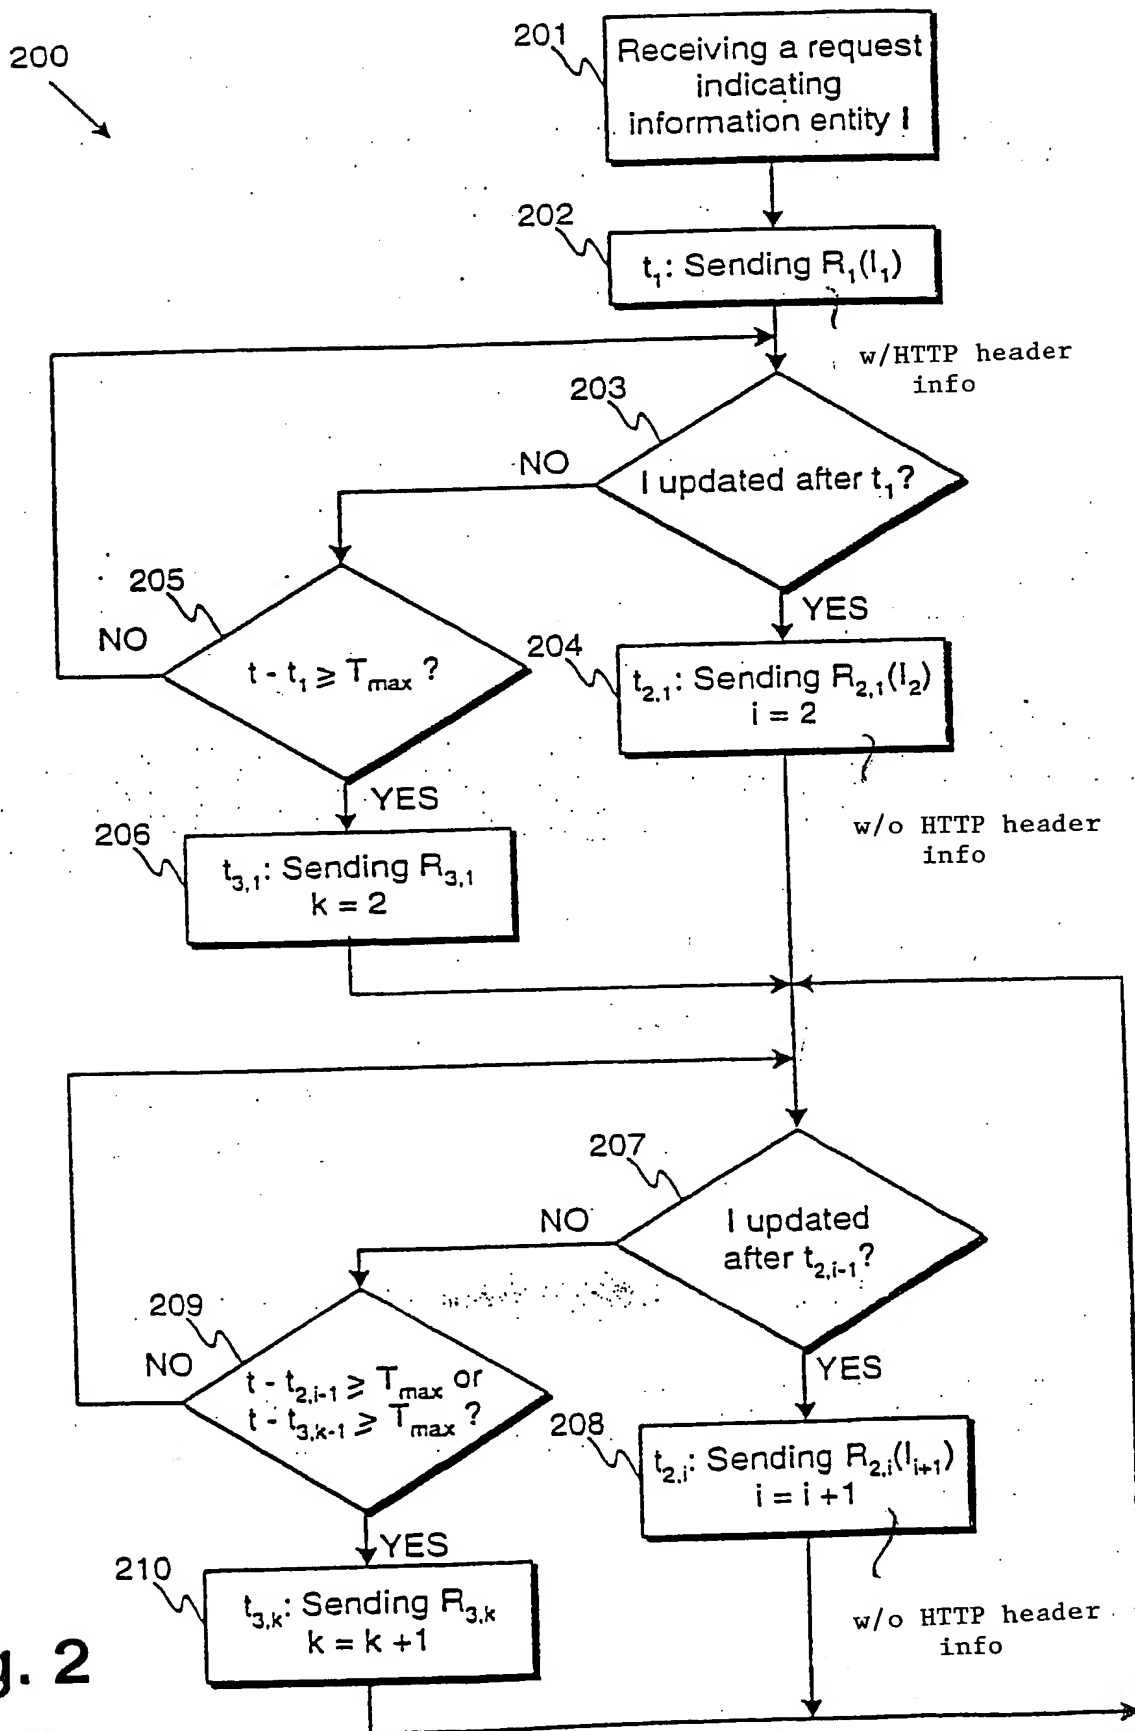 200
201
Receiving a request
indicating
information entity I
202
t₁: Sending R₁(I₁)
w/HTTP header
info
203
NO
I updated after t₁?
205
NO
t - t₁ ≥ Tmax ?
YES
204
t₂,₁: Sending R₂,₁(I₂)
i = 2
YES
206
t₃,₁: Sending R₃,₁
k = 2
w/o HTTP header
info
207
NO
I updated
after t₂,i-1?
209
NO
t - t₂,i-1 ≥ Tmax or
t - t₃,k-1 ≥ Tmax ?
YES
208
t₂,i: Sending R₂,i(Ii+1)
i = i +1
YES
210
t₃,k: Sending R₃,k
k = k +1
w/o HTTP header
info
g. 2